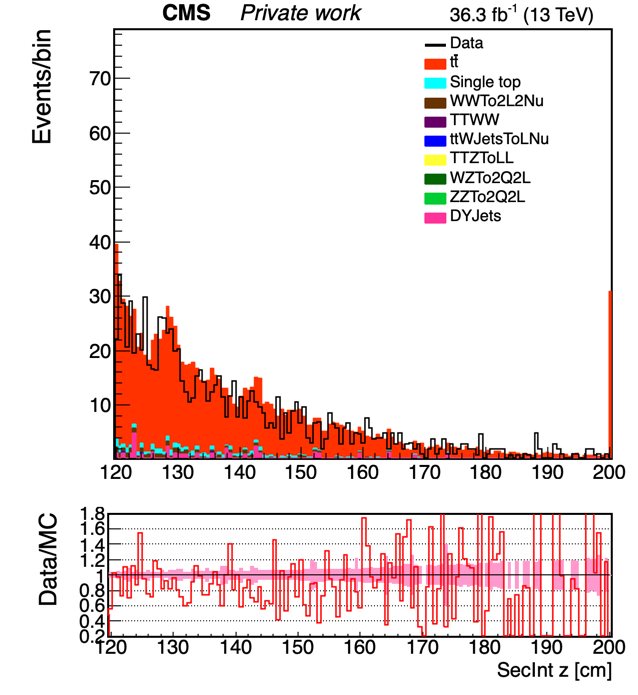 CMS Private work 36.3 fb-1 (13 TeV)
Events/bin
70
60
50
40
30
20
10
Data
tt̄
Single top
WWTo2L2Nu
TTWW
ttWJetsToLNu
TTZToLL
WZTo2Q2L
ZZTo2Q2L
DYJets
120 130 140 150 160 170 180 190 200
Data/MC
1.8
1.6
1.4
1.2
1
0.8
0.6
0.4
0.2
120 130 140 150 160 170 180 190 200
SecInt z [cm]